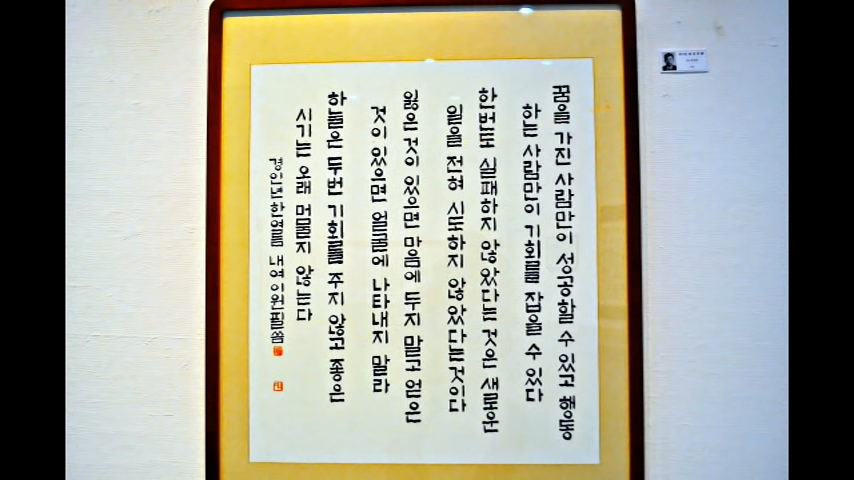 꿈을 가진 사람만이 성공할 수 있고 행동
하는 사람만이 기회를 잡을 수 있다
한번도 실패하지 않았다는 것은 새로운
일을 전혀 시도하지 않았다는것이다
잃은 것이 있으면 마음에 두지 말고 얻은
것이 있으면 얼굴에 나타내지 말라
하늘은 두번 기회를 주지 않고 좋은
시기는 오래 머물지 않는다
경인년한여름 내여이원필씀